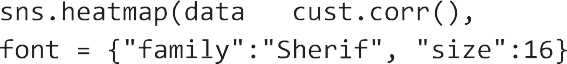 sns.heatmap(data   cust.corr(),
font = {"family":"Sherif", "size":16}